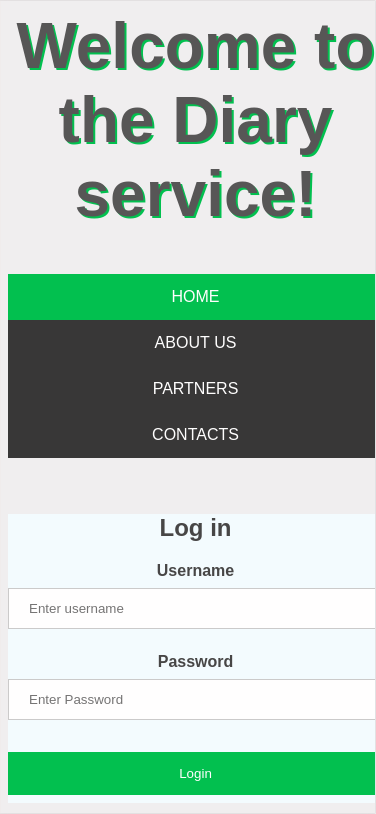 Welcome to
the Diary
service!
HOME
ABOUT US
PARTNERS
CONTACTS
Log in
Username
Enter username
Password
Enter Password
Login